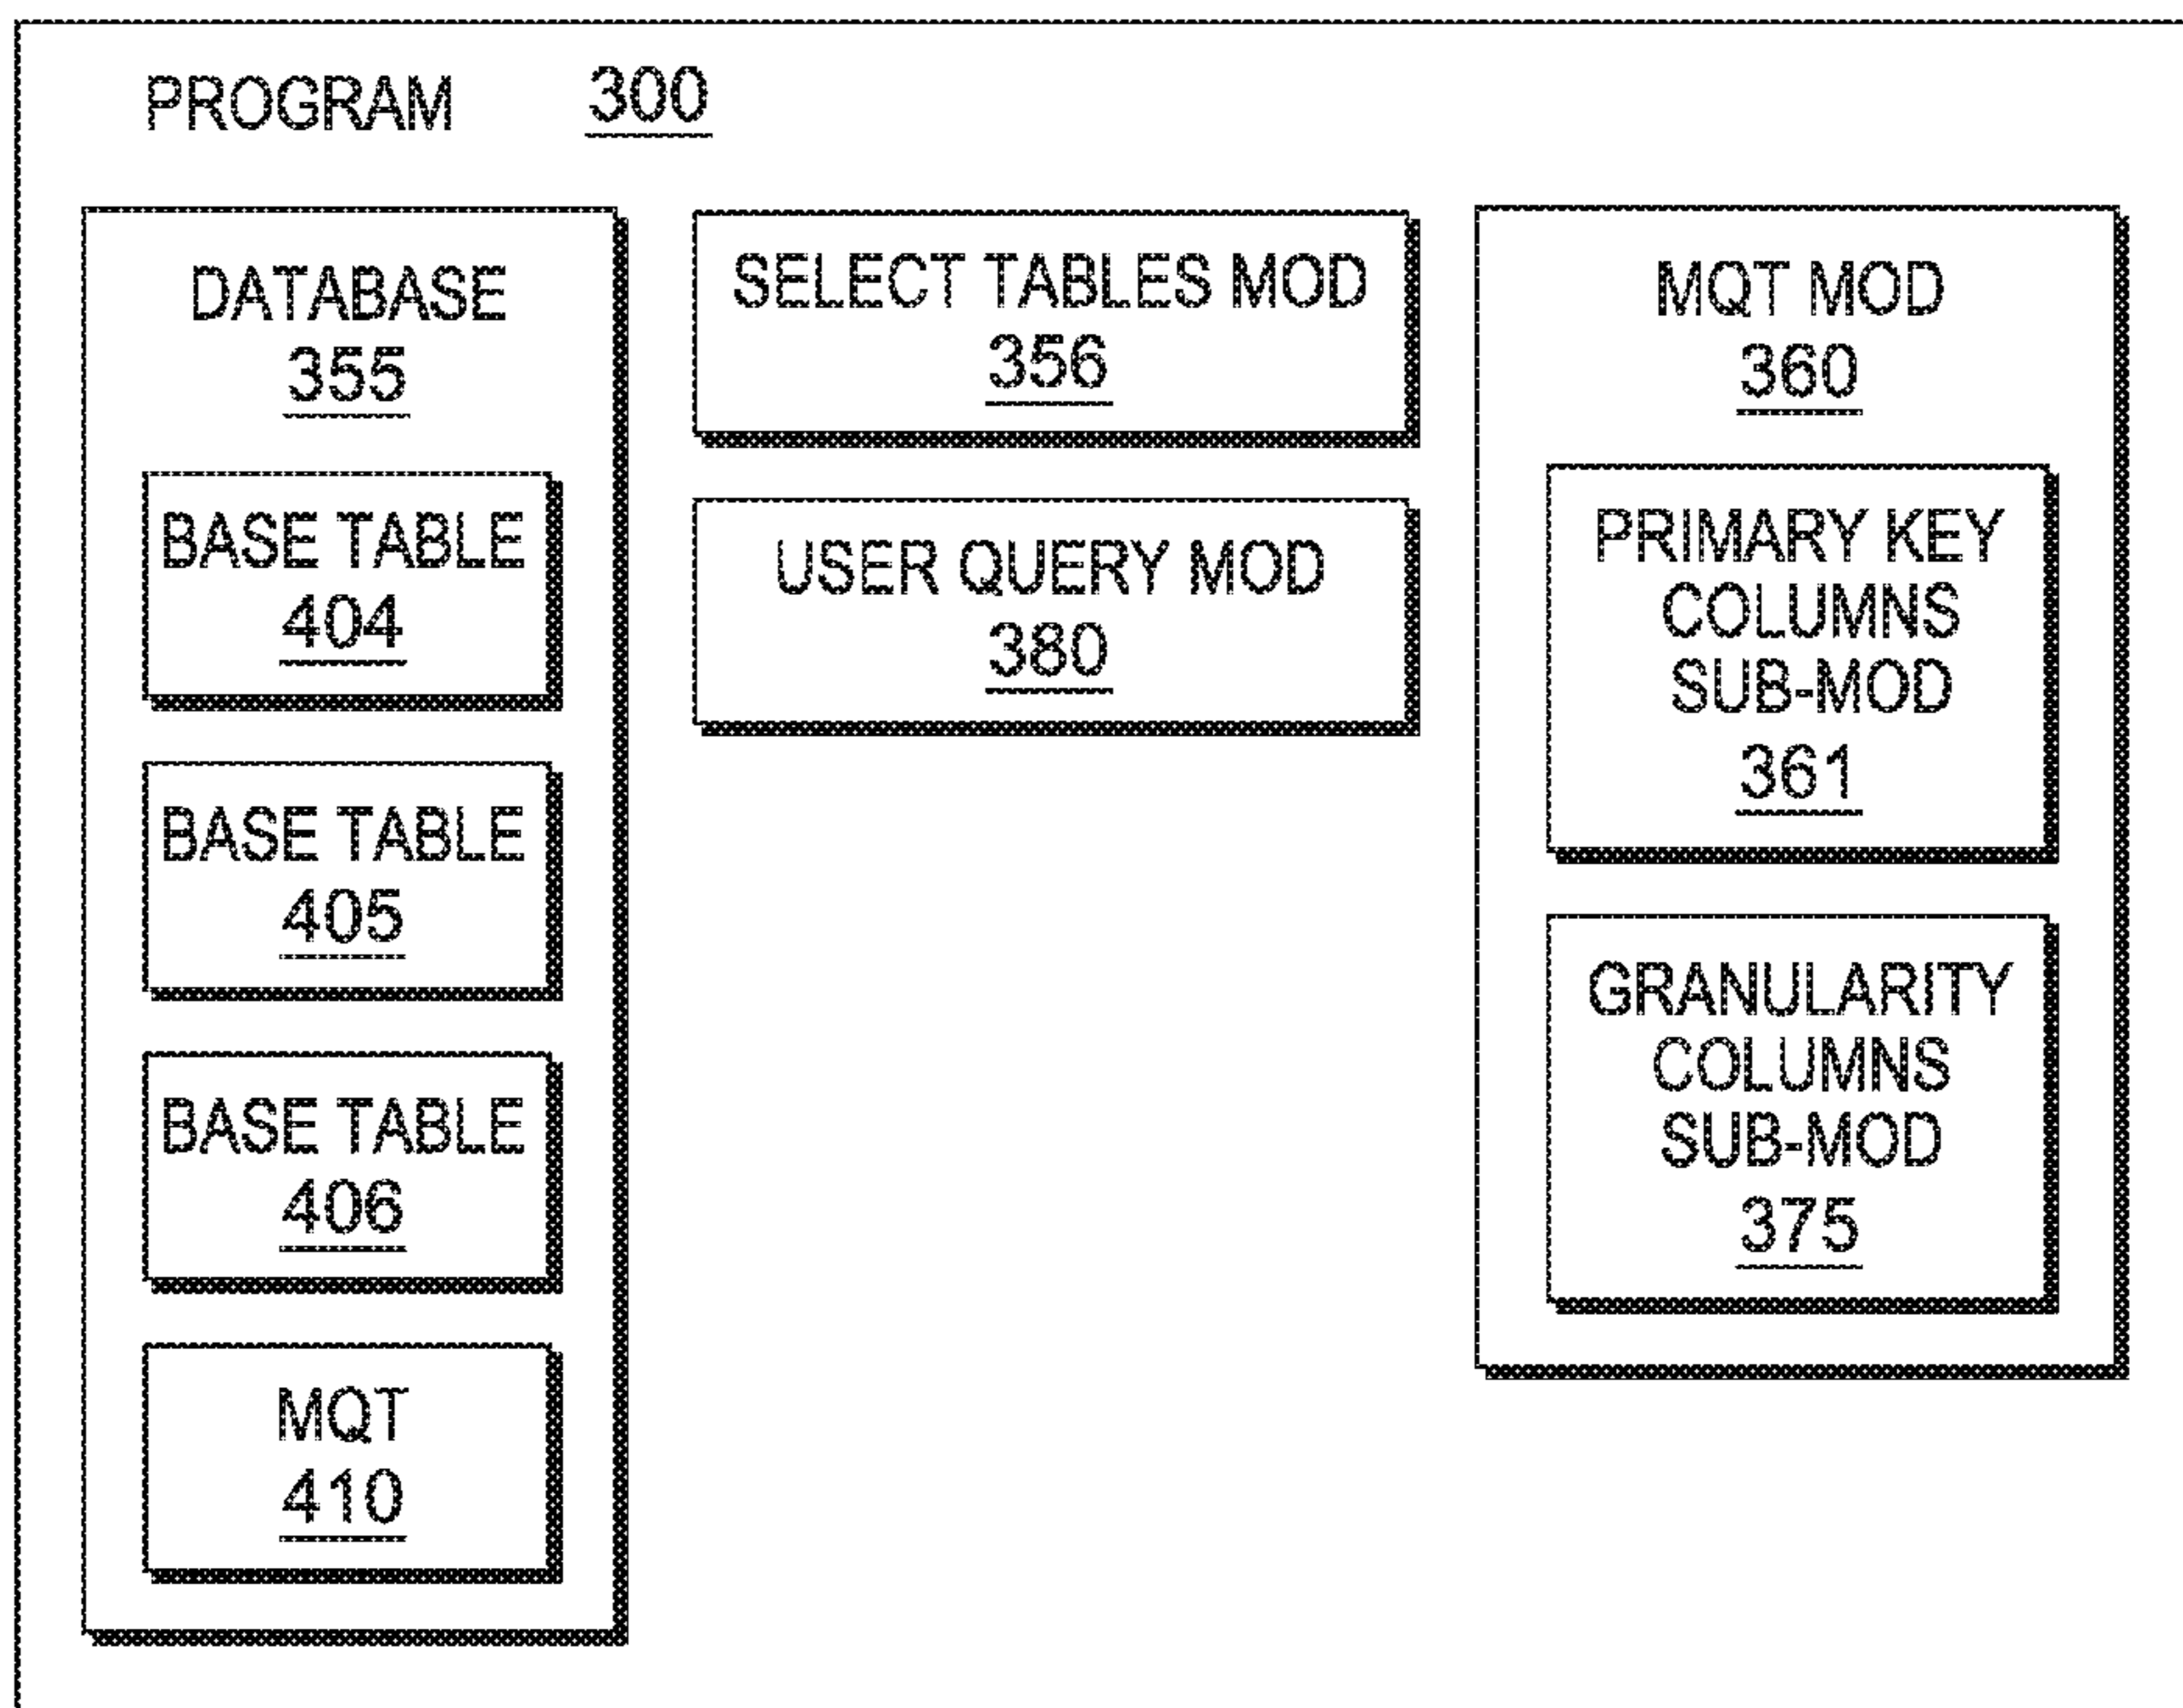 PROGRAM 300
DATABASE
355
BASE TABLE
404
BASE TABLE
405
BASE TABLE
406
MQT
410
SELECT TABLES MOD
356
USER QUERY MOD
380
MQT MOD
360
PRIMARY KEY
COLUMNS
SUB-MOD
361
GRANULARITY
COLUMNS
SUB-MOD
375